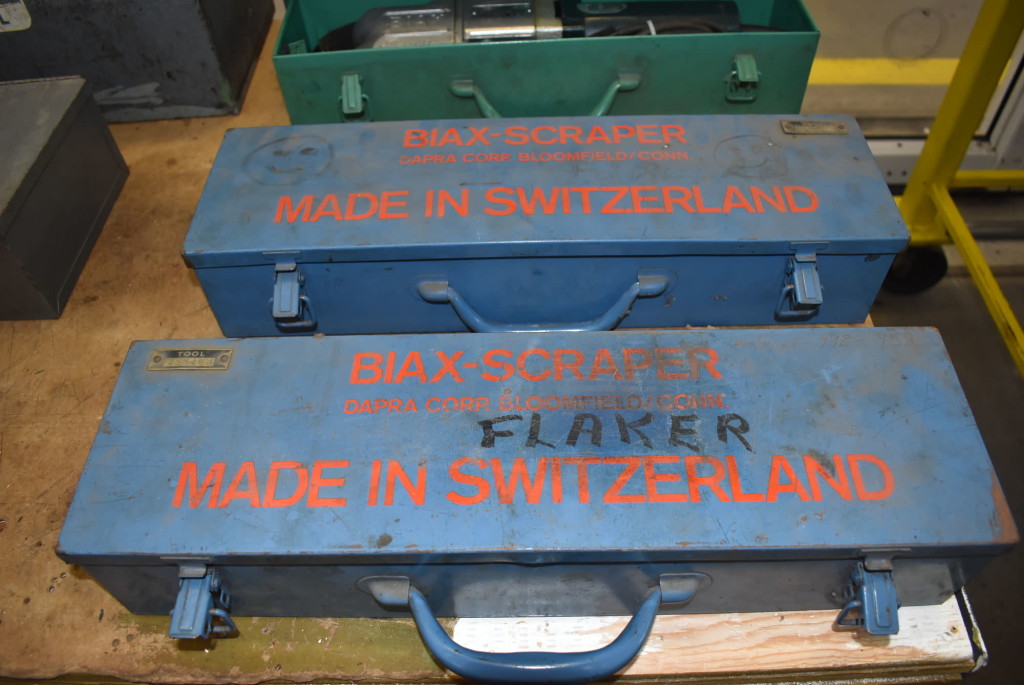 BIAX-SCRAPER
DAPRA CORP. BLOOMFIELD/CONN.
MADE IN SWITZERLAND
TOOL
BIAX-SCRAPER
DAPRA CORP. BLOOMFIELD/CONN.
FLAKER
MADE IN SWITZERLAND